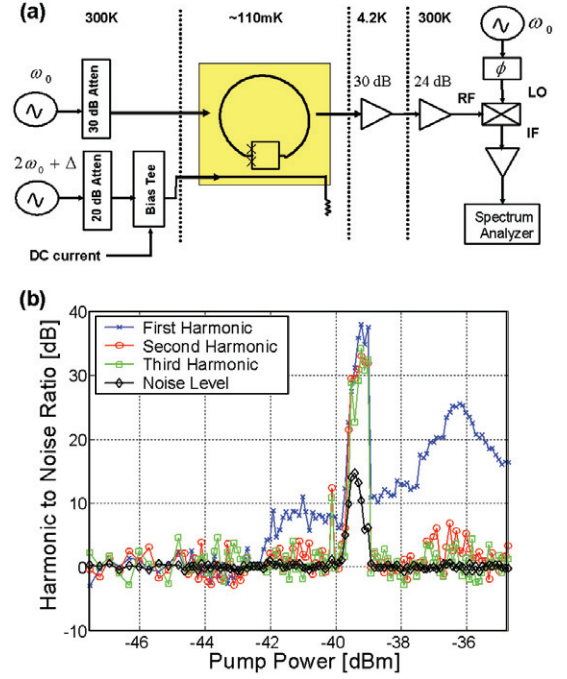 (a)
300K
~110mK
4.2K
300K
ω₀
30 dB Atten
30 dB
24 dB
RF
ω₀
ϕ
LO
IF
2ω₀ + Δ
20 dB Atten
Bias Tee
DC current
Spectrum
Analyzer
(b)
Harmonic to Noise Ratio [dB]
40
30
20
10
0
-10
First Harmonic
Second Harmonic
Third Harmonic
Noise Level
-46
-44
-42
-40
-38
-36
Pump Power [dBm]